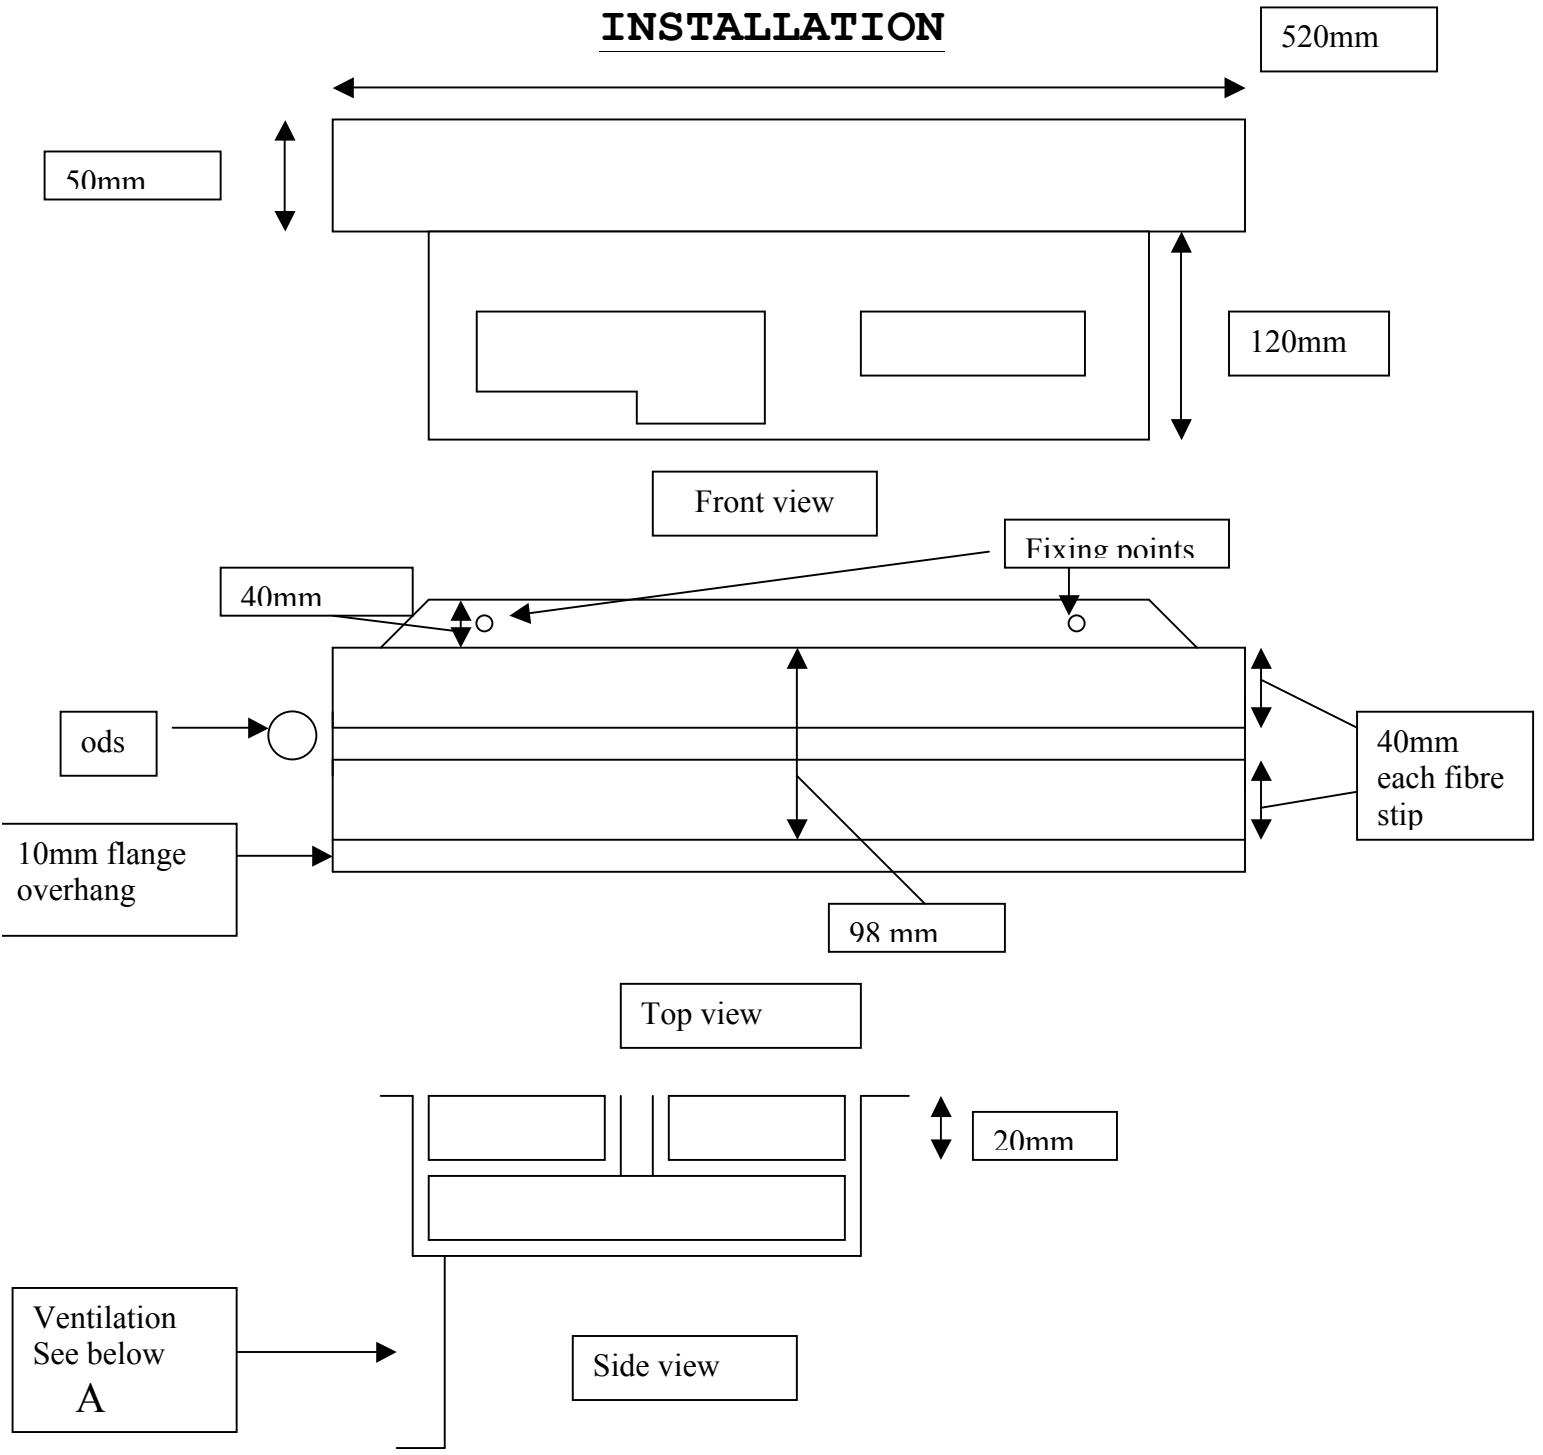 INSTALLATION
520mm
50mm
120mm
Front view
Fixing points
40mm
ods
40mm
each fibre
stip
10mm flange
overhang
98 mm
Top view
20mm
Ventilation
See below
A
Side view